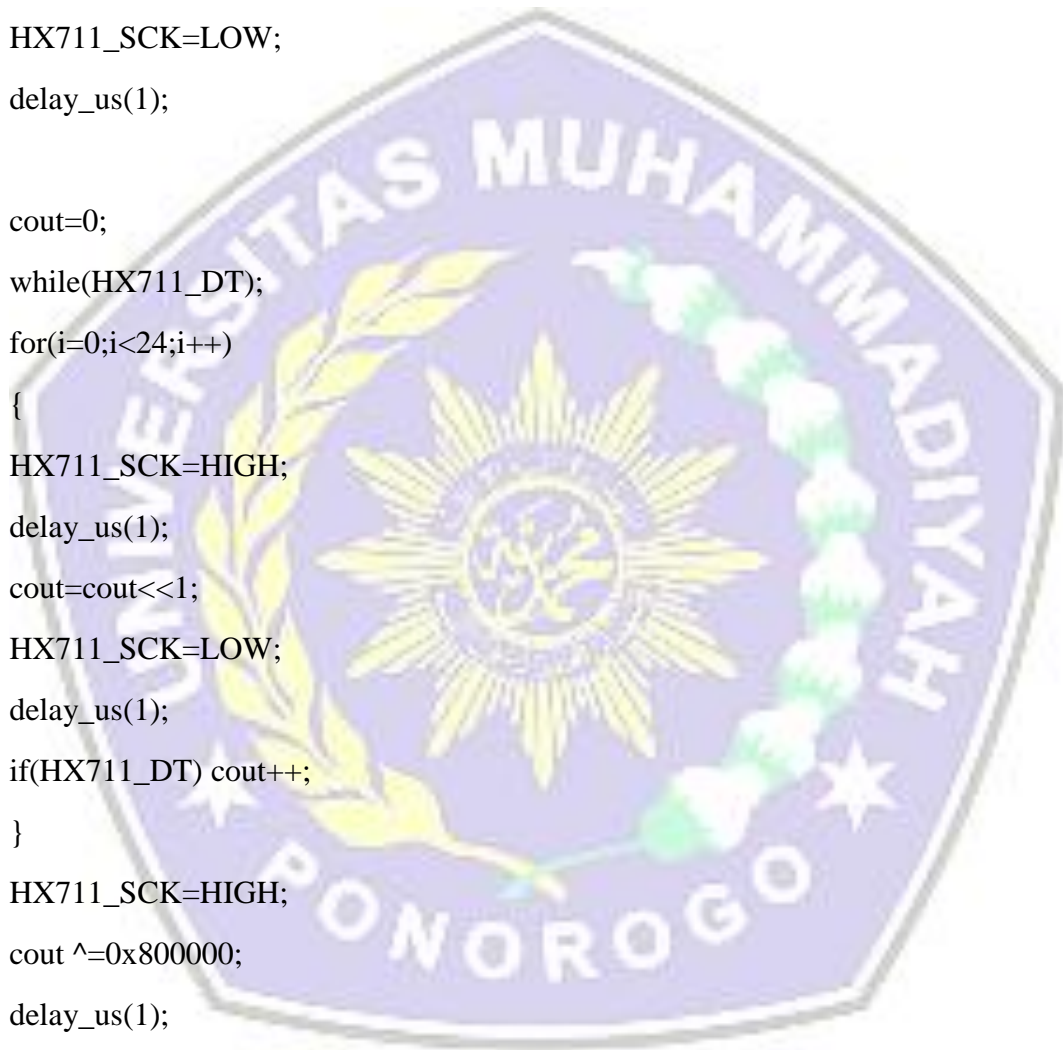 HX711_SCK=LOW;
delay_us(1);
cout=0;
while(HX711_DT);
for(i=0;i<24;i++)
{
HX711_SCK=HIGH;
delay_us(1);
cout=cout<<1;
HX711_SCK=LOW;
delay_us(1);
if(HX711_DT) cout++;
}
HX711_SCK=HIGH;
cout ^=0x800000;
delay_us(1);
UNIVERSITAS MUHAMMADIYAH
PONOROGO